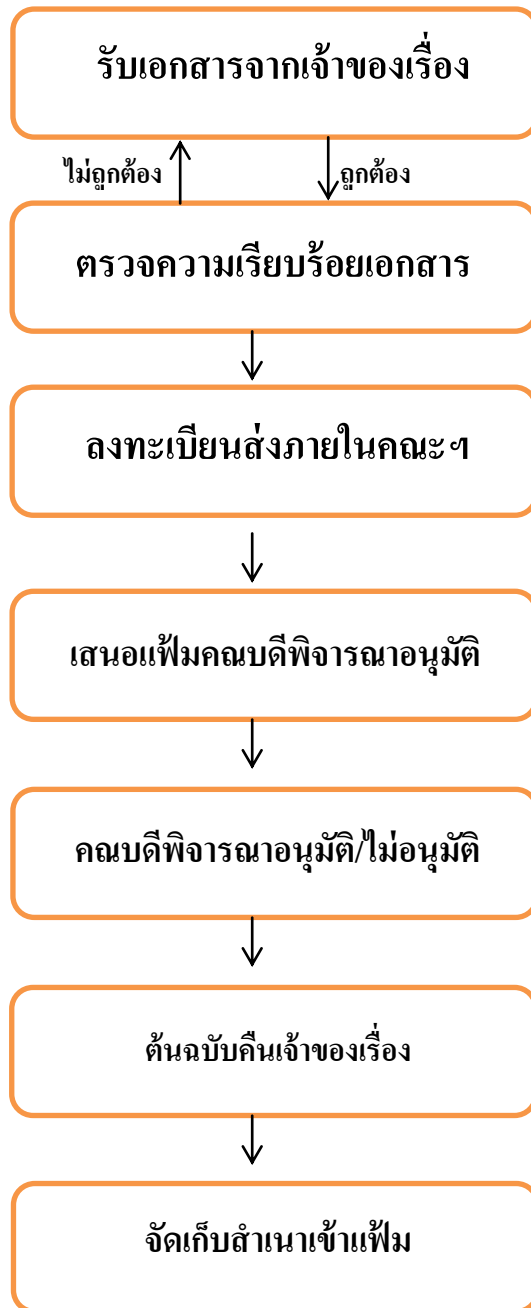 รับเอกสารจากเจ้าของเรื่อง
ไม่ถูกต้อง
ถูกต้อง
ตรวจความเรียบร้อยเอกสาร
ลงทะเบียนส่งภายในคณะฯ
เสนอแฟ้มคณบดีพิจารณาอนุมัติ
คณบดีพิจารณาอนุมัติ/ไม่อนุมัติ
ต้นฉบับคืนเจ้าของเรื่อง
จัดเก็บสำเนาเข้าแฟ้ม